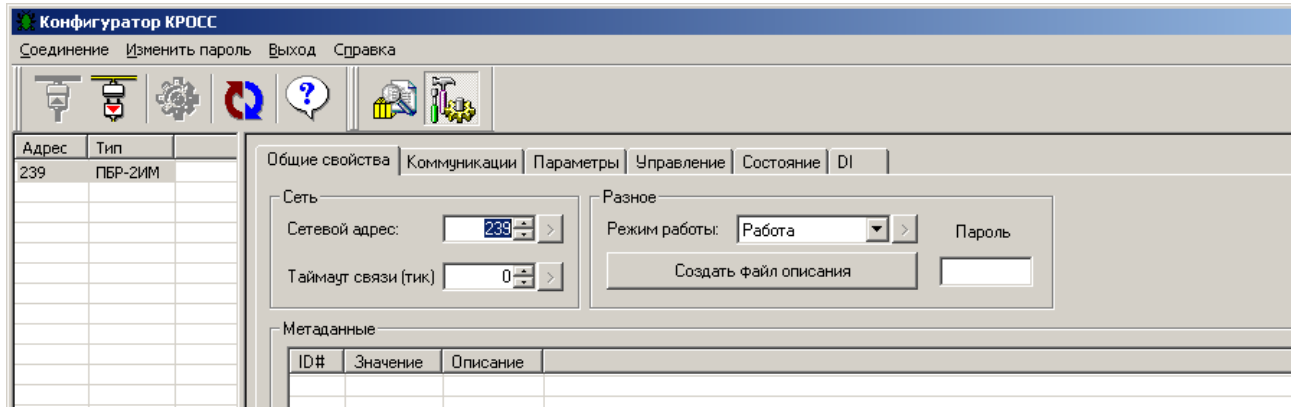 Конфигуратор КРОСС
Соединение Изменить пароль Выход Справка
Адрес Тип
239 ПБР-2ИМ
Общие свойства Коммуникации Параметры Управление Состояние DI
Сеть
Сетевой адрес: 239 >
Таймаут связи (тик) 0 >
Разное
Режим работы: Работа >
Создать файл описания
Пароль
Метаданные
ID# Значение Описание